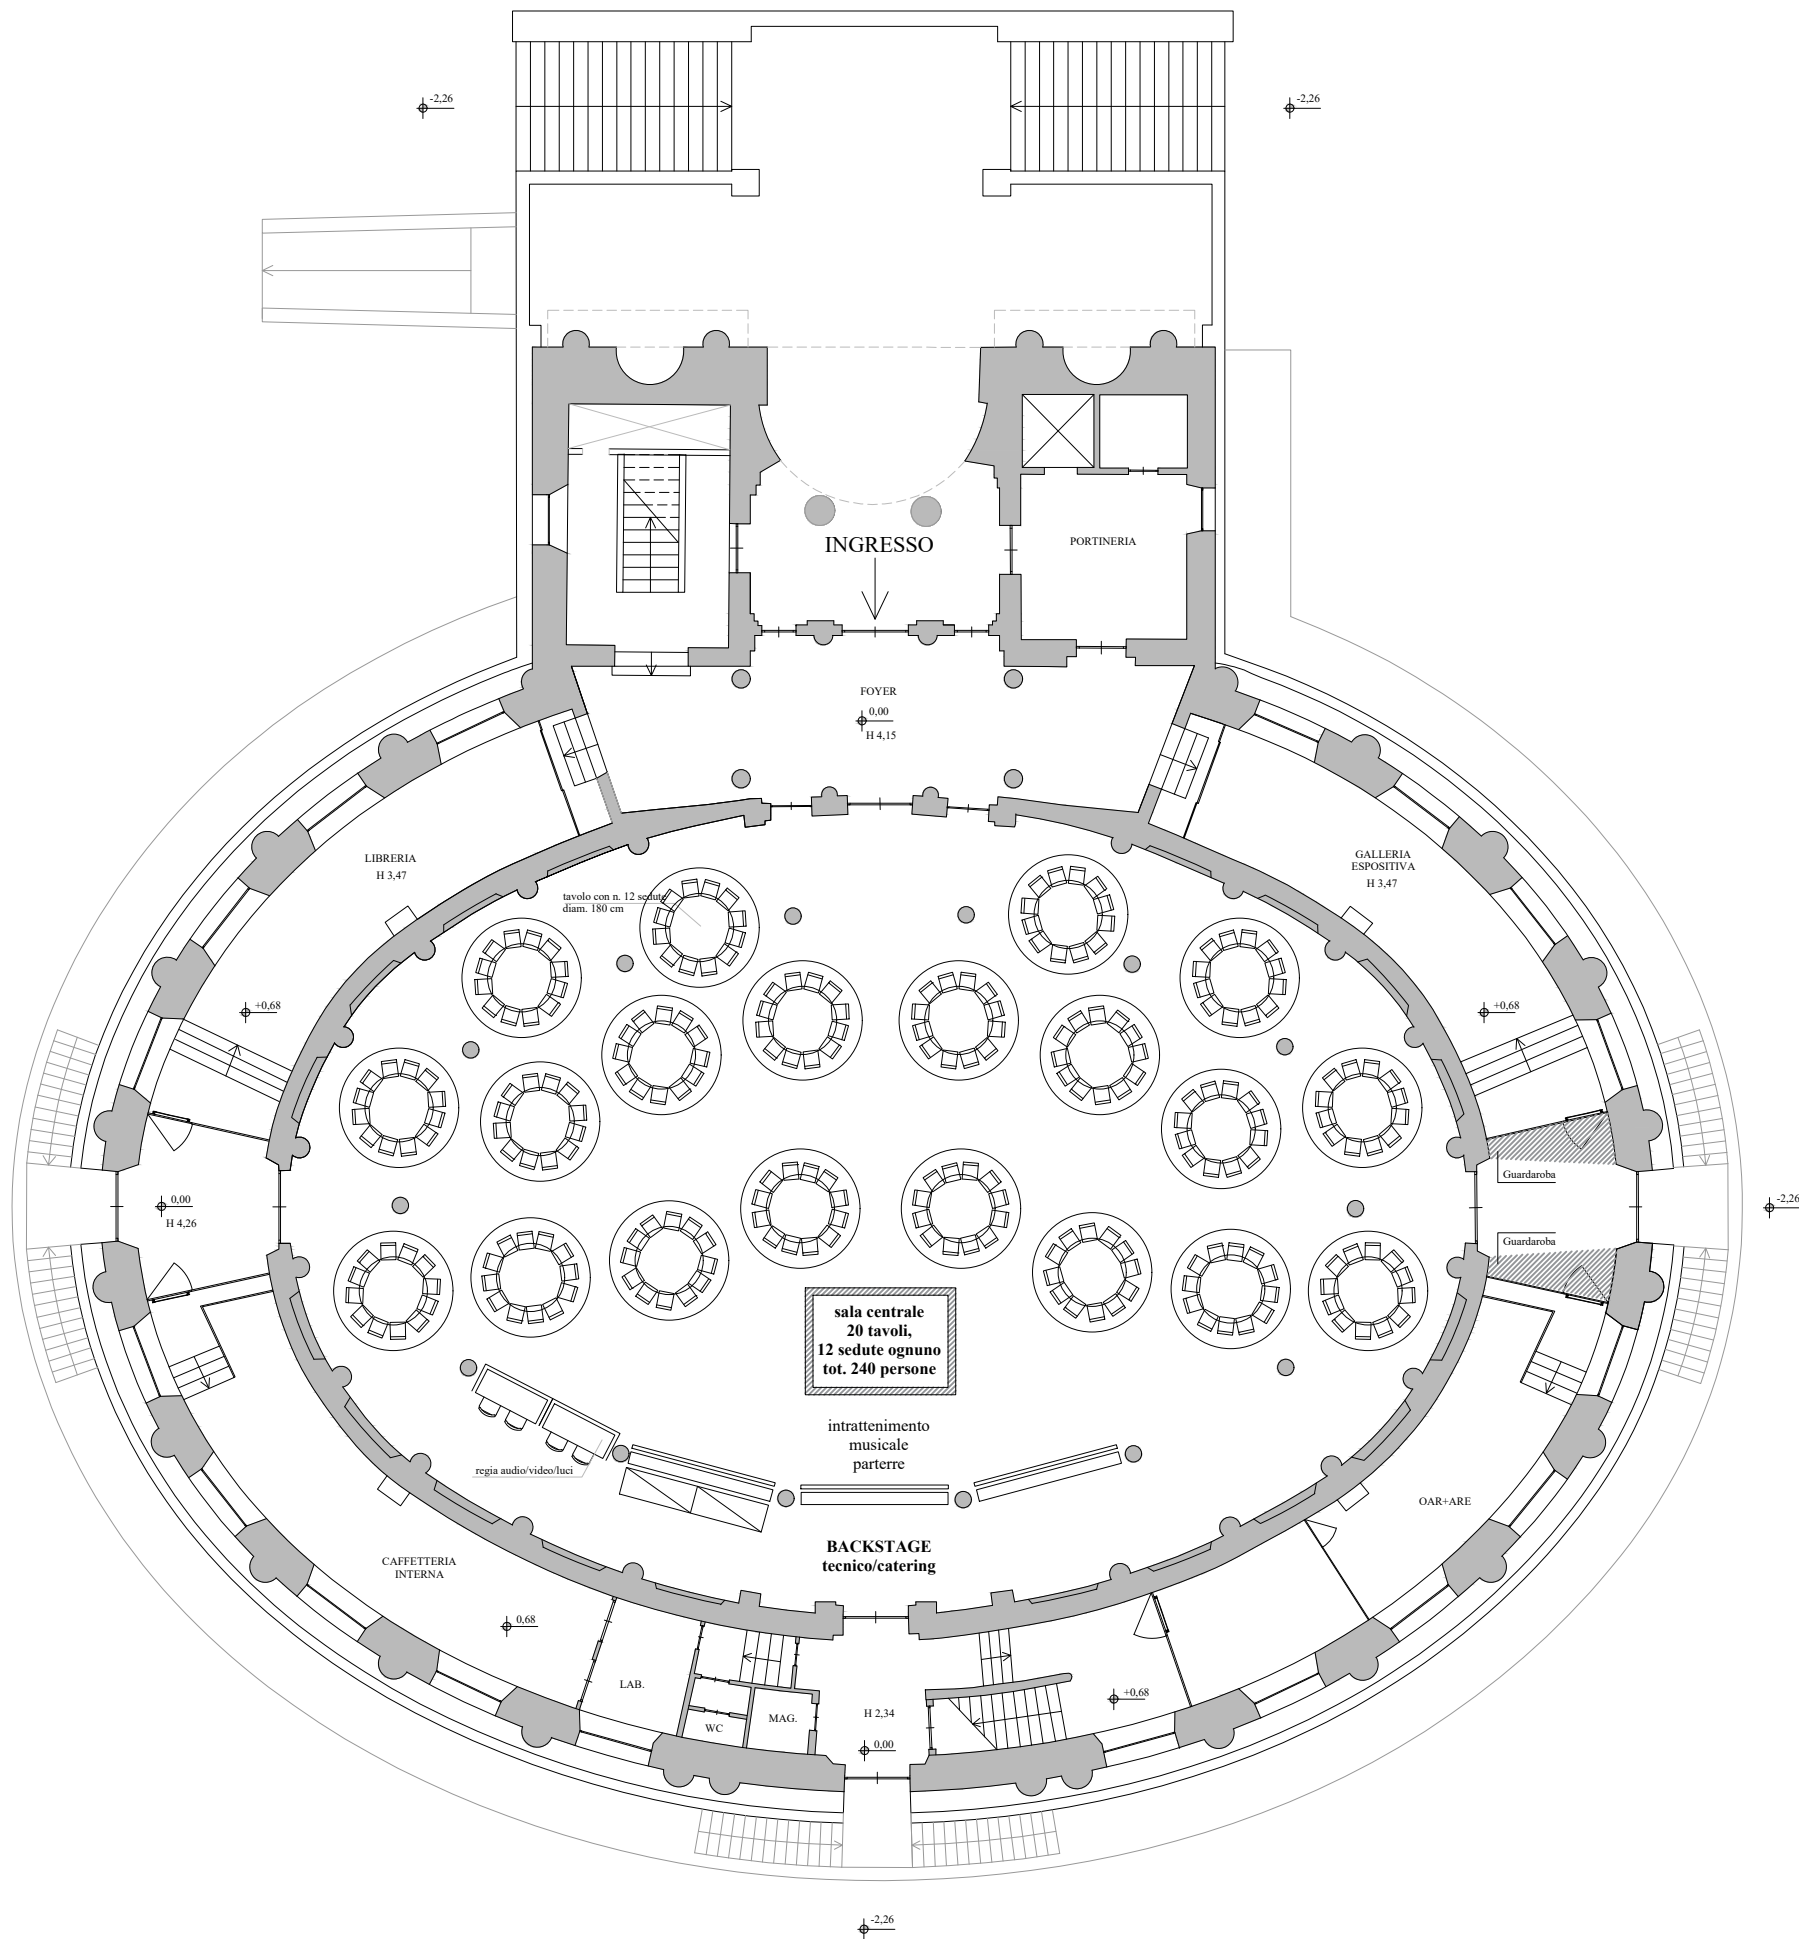 -2,26
-2,26
INGRESSO
PORTINERIA
FOYER
0,00
H 4,15
LIBRERIA
H 3,47
GALLERIA
ESPOSITIVA
H 3,47
tavolo con n. 12 sedute
diam. 180 cm
+0,68
+0,68
Guardaroba
0,00
H 4,26
-2,26
Guardaroba
sala centrale
20 tavoli,
12 sedute ognuno
tot. 240 persone
intrattenimento
musicale
parterre
regia audio/video/luci
OAR+ARE
BACKSTAGE
tecnico/catering
CAFFETTERIA
INTERNA
0,68
LAB.
+0,68
WC
MAG.
H 2,34
0,00
-2,26